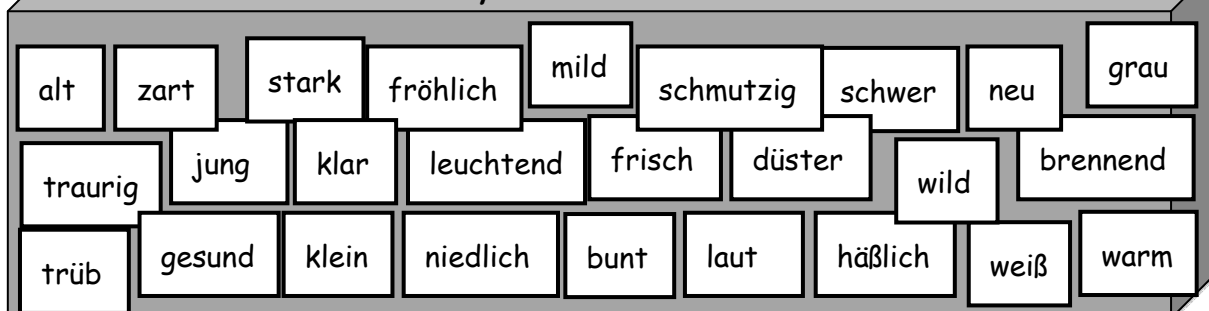 alt zart stark fröhlich mild schmutzig schwer neu grau
traurig jung klar leuchtend frisch düster wild brennend
trüb gesund klein niedlich bunt laut häßlich weiß warm